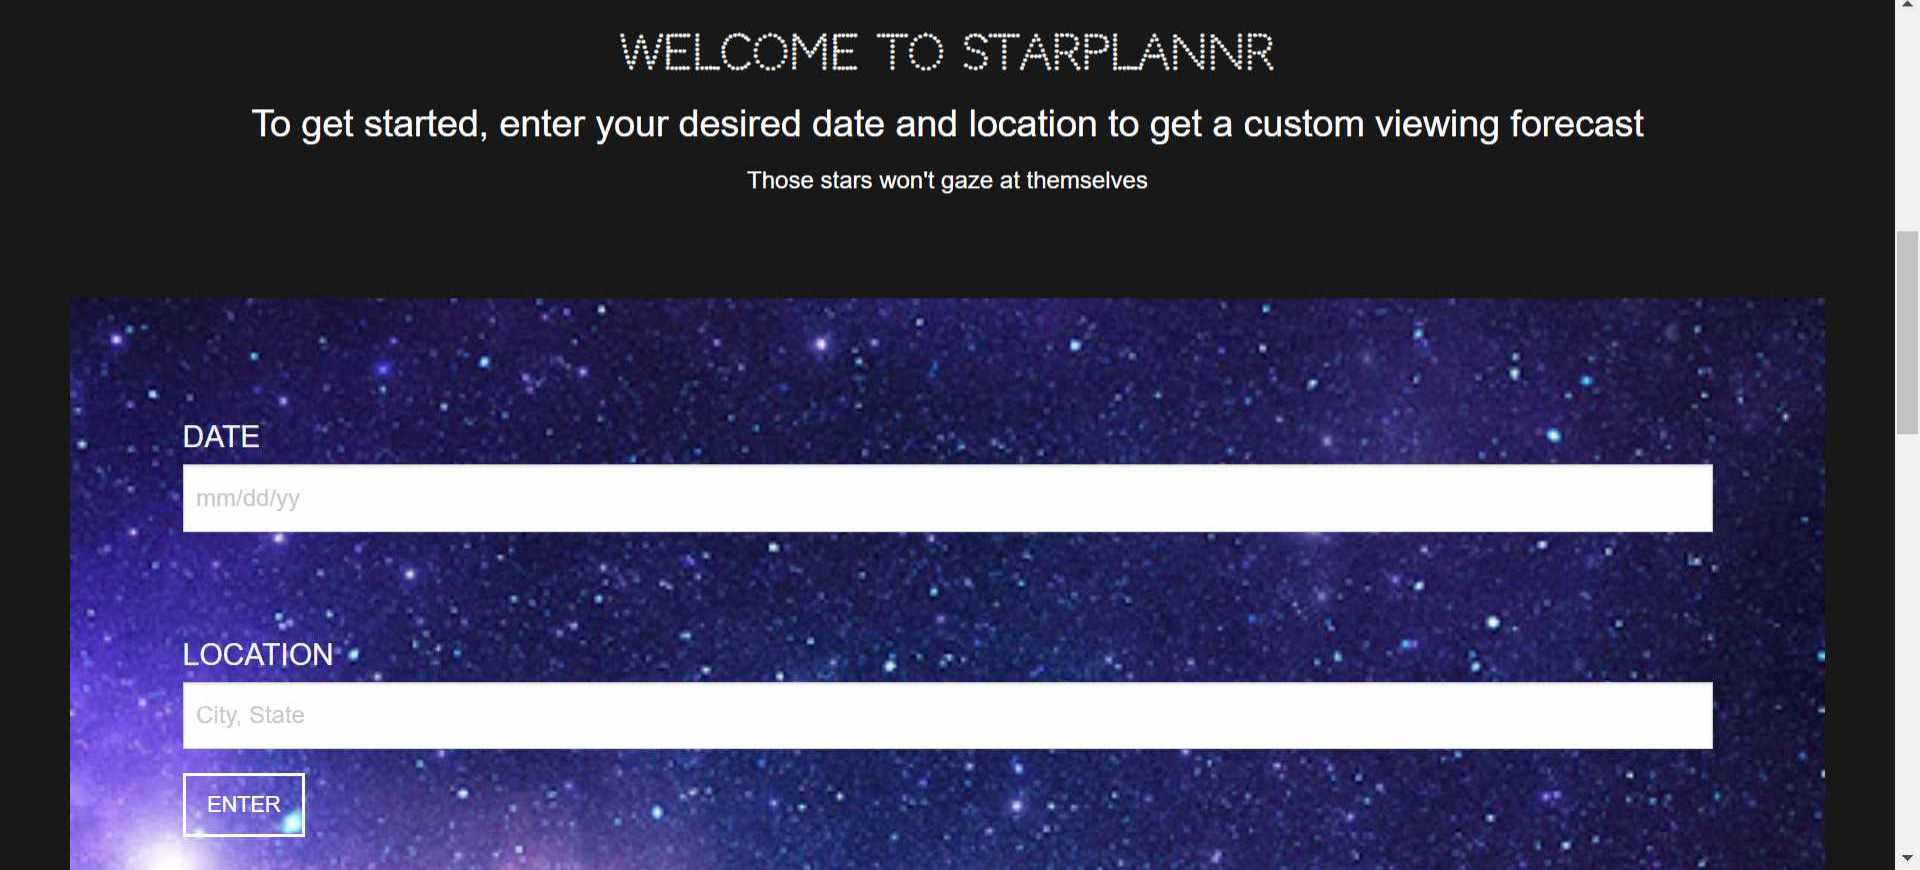 WELCOME TO STARPLANNR
To get started, enter your desired date and location to get a custom viewing forecast
Those stars won't gaze at themselves
DATE
mm/dd/yy
LOCATION
City, State
ENTER